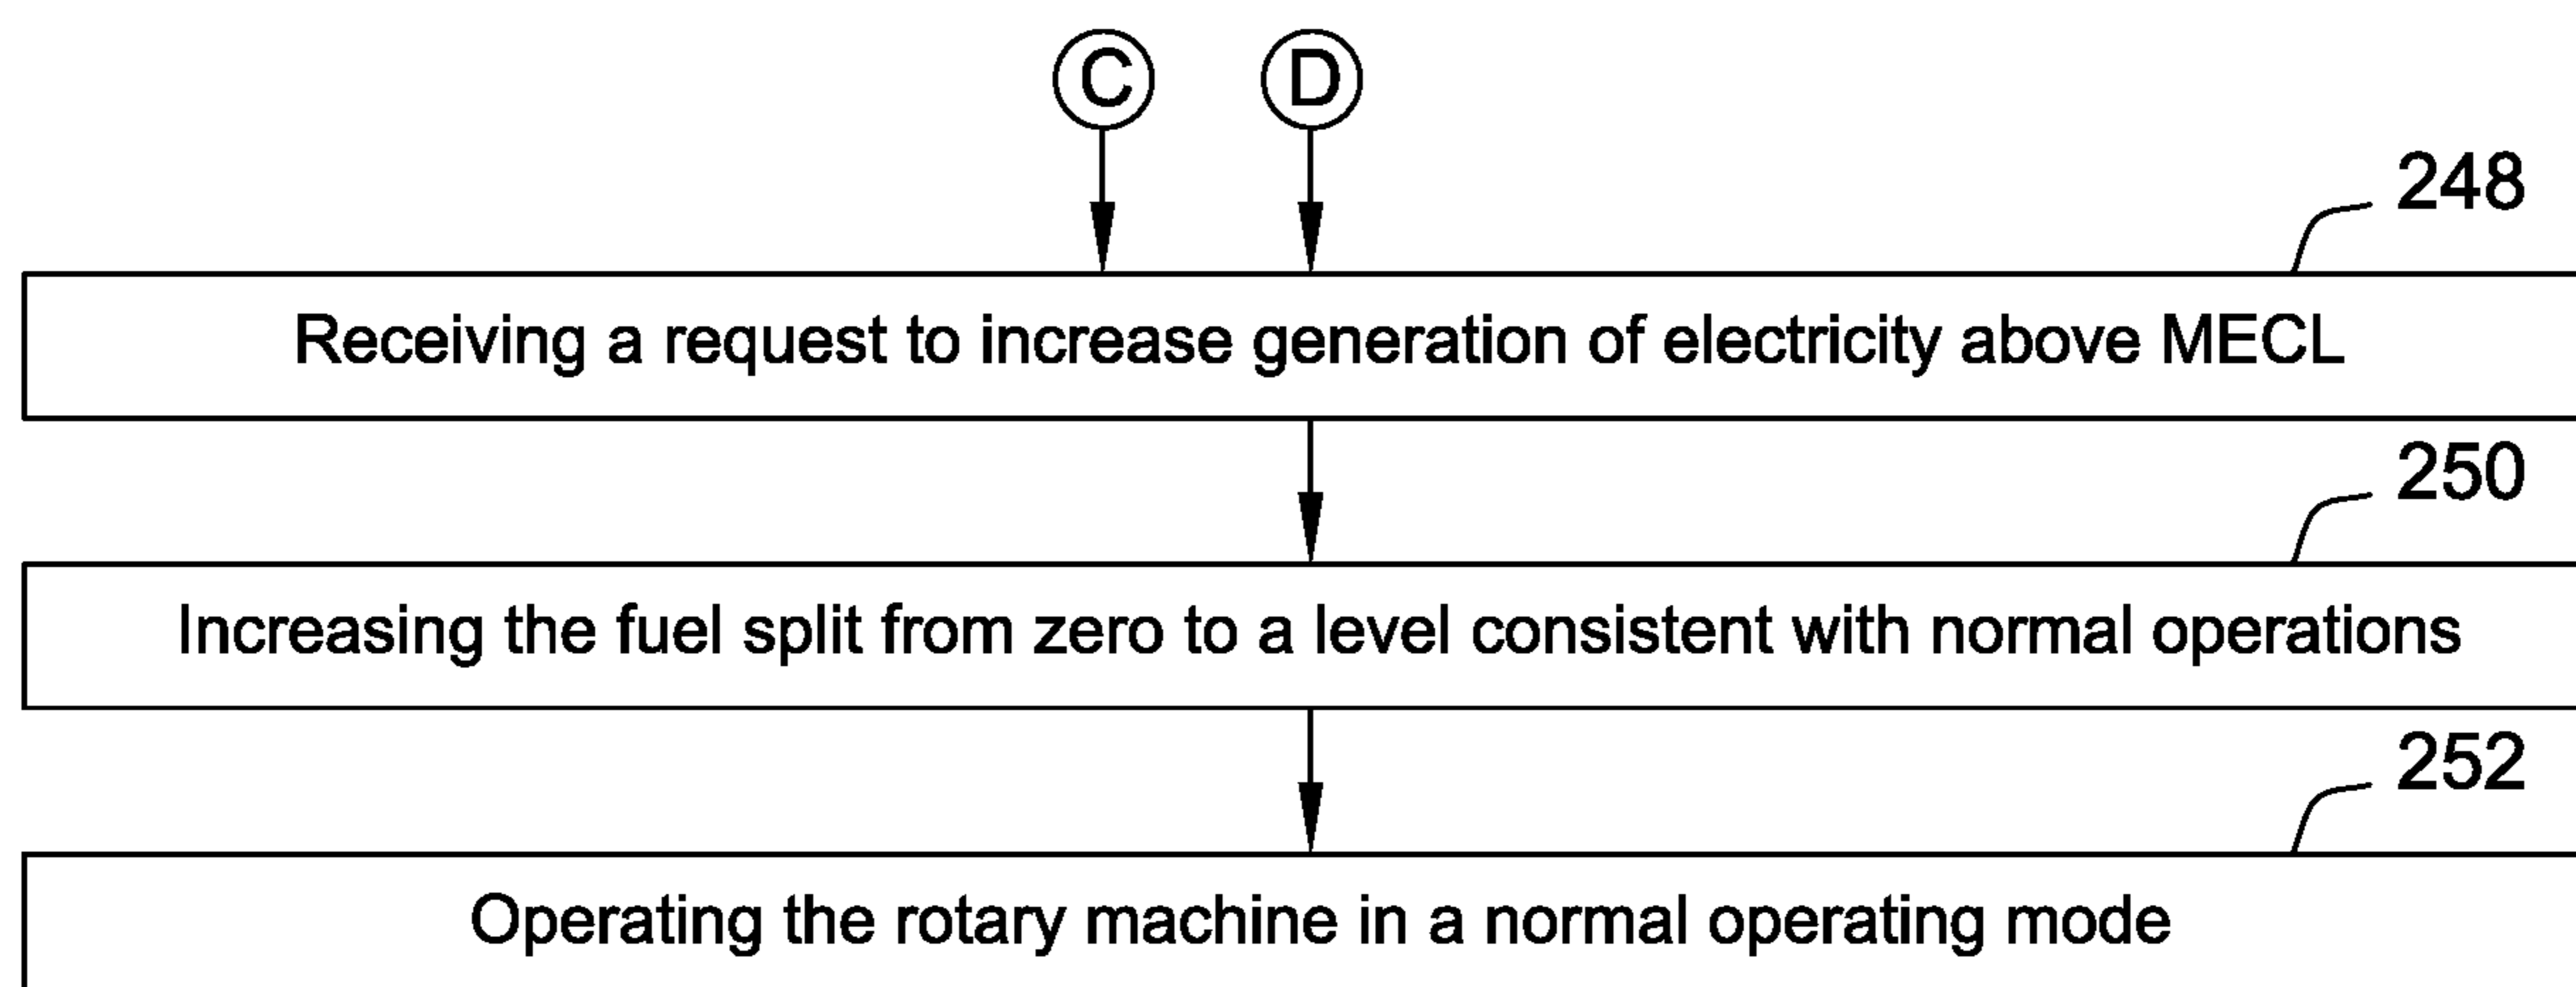 C D
248
Receiving a request to increase generation of electricity above MECL
250
Increasing the fuel split from zero to a level consistent with normal operations
252
Operating the rotary machine in a normal operating mode